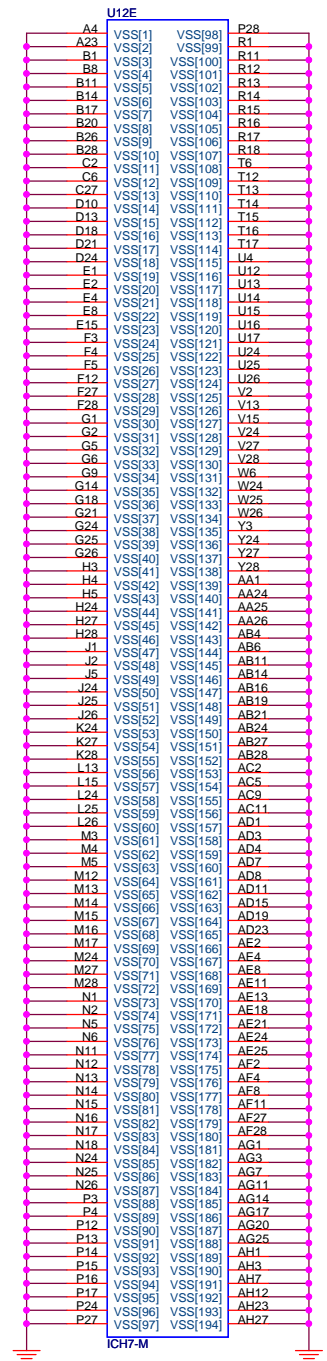 U12E
A4 VSS[1] VSS[98] P28
A23 VSS[2] VSS[99] R1
B1 VSS[3] VSS[100] R11
B8 VSS[4] VSS[101] R12
B11 VSS[5] VSS[102] R13
B14 VSS[6] VSS[103] R14
B17 VSS[7] VSS[104] R15
B20 VSS[8] VSS[105] R16
B26 VSS[9] VSS[106] R17
B28 VSS[10] VSS[107] R18
C2 VSS[11] VSS[108] T6
C6 VSS[12] VSS[109] T12
C27 VSS[13] VSS[110] T13
D10 VSS[14] VSS[111] T14
D13 VSS[15] VSS[112] T15
D18 VSS[16] VSS[113] T16
D21 VSS[17] VSS[114] T17
D24 VSS[18] VSS[115] U4
E1 VSS[19] VSS[116] U12
E2 VSS[20] VSS[117] U13
E4 VSS[21] VSS[118] U14
E8 VSS[22] VSS[119] U15
E15 VSS[23] VSS[120] U16
F3 VSS[24] VSS[121] U17
F4 VSS[25] VSS[122] U24
F5 VSS[26] VSS[123] U25
F12 VSS[27] VSS[124] U26
F27 VSS[28] VSS[125] V2
F28 VSS[29] VSS[126] V13
G1 VSS[30] VSS[127] V15
G2 VSS[31] VSS[128] V24
G5 VSS[32] VSS[129] V27
G6 VSS[33] VSS[130] V28
G9 VSS[34] VSS[131] W6
G14 VSS[35] VSS[132] W24
G18 VSS[36] VSS[133] W25
G21 VSS[37] VSS[134] W26
G24 VSS[38] VSS[135] Y3
G25 VSS[39] VSS[136] Y24
G26 VSS[40] VSS[137] Y27
H3 VSS[41] VSS[138] Y28
H4 VSS[42] VSS[139] AA1
H5 VSS[43] VSS[140] AA24
H24 VSS[44] VSS[141] AA25
H27 VSS[45] VSS[142] AA26
H28 VSS[46] VSS[143] AB4
J1 VSS[47] VSS[144] AB6
J2 VSS[48] VSS[145] AB11
J5 VSS[49] VSS[146] AB14
J24 VSS[50] VSS[147] AB16
J25 VSS[51] VSS[148] AB19
J26 VSS[52] VSS[149] AB21
K24 VSS[53] VSS[150] AB24
K27 VSS[54] VSS[151] AB27
K28 VSS[55] VSS[152] AB28
L13 VSS[56] VSS[153] AC2
L15 VSS[57] VSS[154] AC5
L24 VSS[58] VSS[155] AC9
L25 VSS[59] VSS[156] AC11
L26 VSS[60] VSS[157] AD1
M3 VSS[61] VSS[158] AD3
M4 VSS[62] VSS[159] AD4
M5 VSS[63] VSS[160] AD7
M12 VSS[64] VSS[161] AD8
M13 VSS[65] VSS[162] AD11
M14 VSS[66] VSS[163] AD15
M15 VSS[67] VSS[164] AD19
M16 VSS[68] VSS[165] AD23
M17 VSS[69] VSS[166] AE2
M24 VSS[70] VSS[167] AE4
M27 VSS[71] VSS[168] AE8
M28 VSS[72] VSS[169] AE11
N1 VSS[73] VSS[170] AE13
N2 VSS[74] VSS[171] AE18
N5 VSS[75] VSS[172] AE21
N6 VSS[76] VSS[173] AE24
N11 VSS[77] VSS[174] AE25
N12 VSS[78] VSS[175] AF2
N13 VSS[79] VSS[176] AF4
N14 VSS[80] VSS[177] AF8
N15 VSS[81] VSS[178] AF11
N16 VSS[82] VSS[179] AF27
N17 VSS[83] VSS[180] AF28
N18 VSS[84] VSS[181] AG1
N24 VSS[85] VSS[182] AG3
N25 VSS[86] VSS[183] AG7
N26 VSS[87] VSS[184] AG11
P3 VSS[88] VSS[185] AG14
P4 VSS[89] VSS[186] AG17
P12 VSS[90] VSS[187] AG20
P13 VSS[91] VSS[188] AG25
P14 VSS[92] VSS[189] AH1
P15 VSS[93] VSS[190] AH3
P16 VSS[94] VSS[191] AH7
P17 VSS[95] VSS[192] AH12
P24 VSS[96] VSS[193] AH23
P27 VSS[97] VSS[194] AH27
ICH7-M